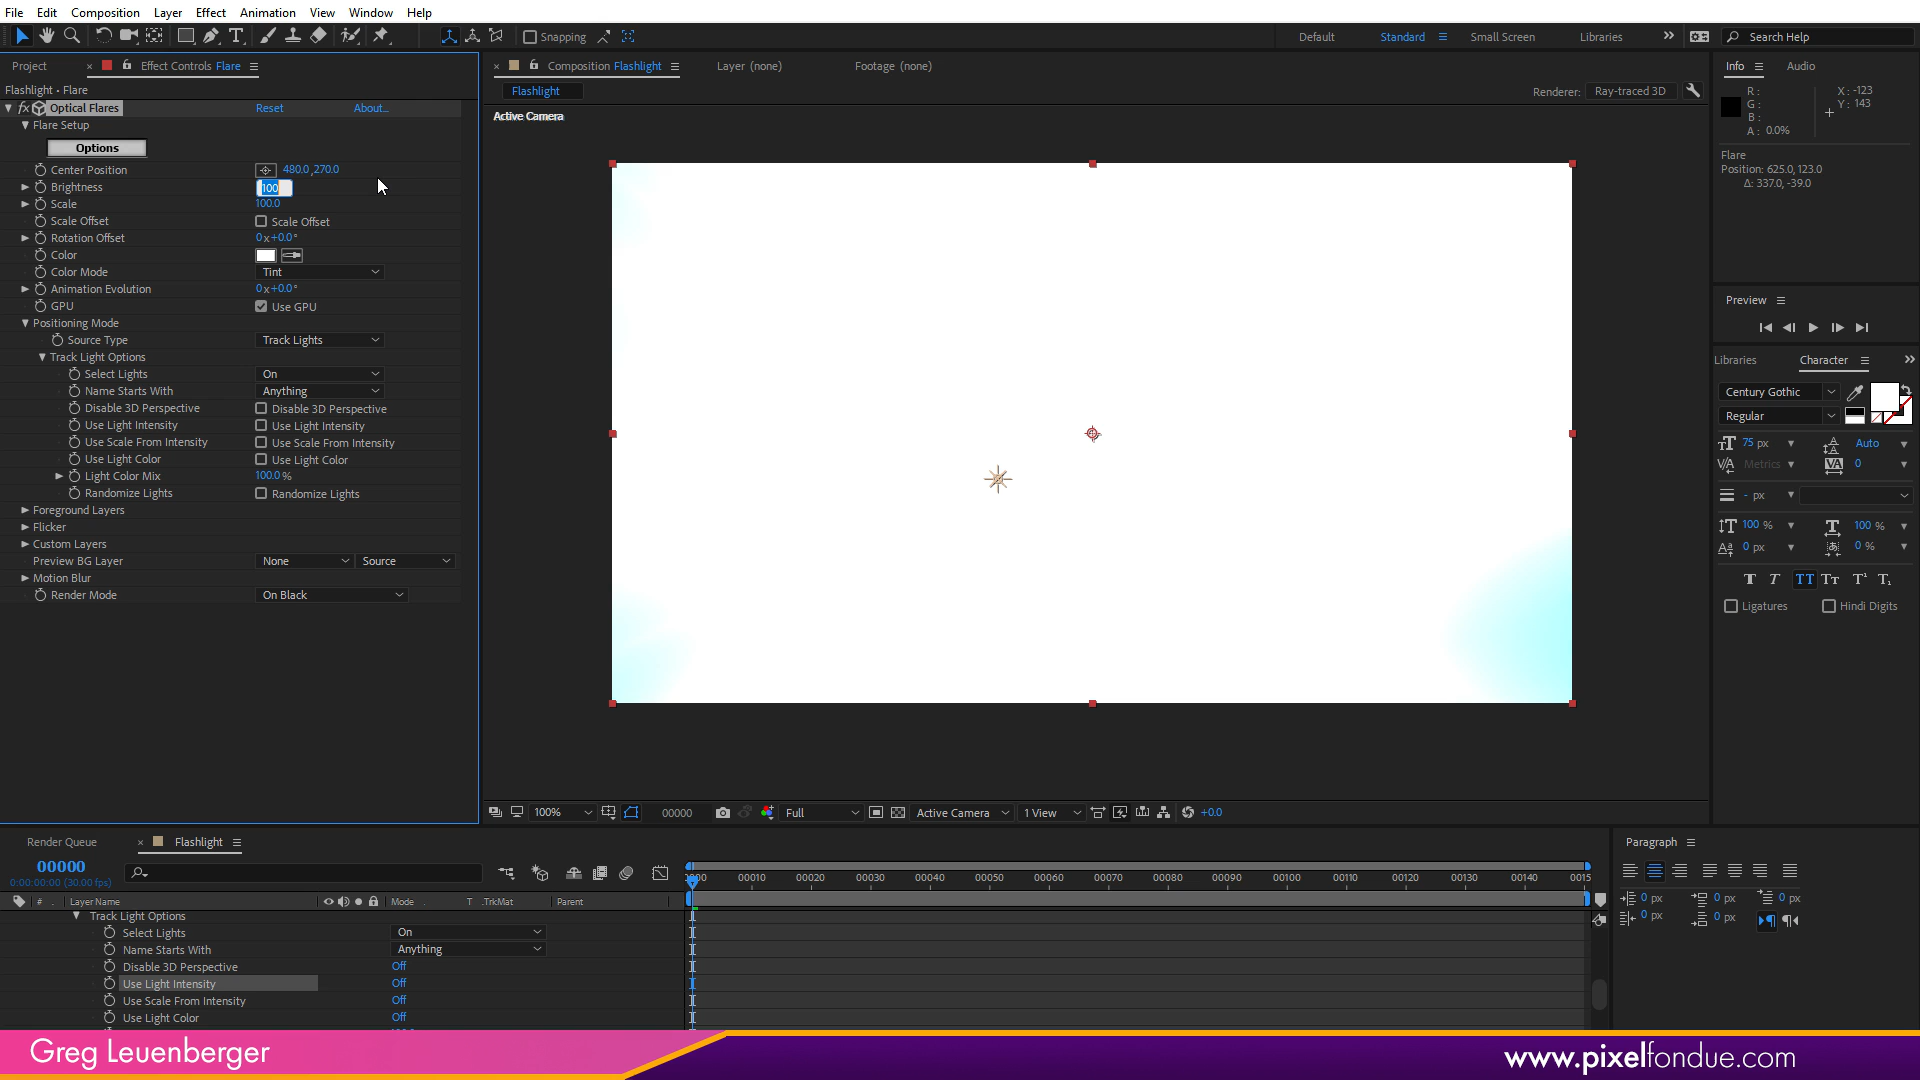 File Edit Composition Layer Effect Animation View Window Help
Snapping Default Standard Small Screen Libraries Search Help
Project Effect Controls Flare
Flashlight • Flare
fx Optical Flares Reset About...
Flare Setup
Options
Center Position 480.0,270.0
Brightness 100
Scale 100.0
Scale Offset Scale Offset
Rotation Offset 0x+0.0°
Color
Color Mode Tint
Animation Evolution 0x+0.0°
GPU Use GPU
Positioning Mode
Source Type Track Lights
Track Light Options
Select Lights On
Name Starts With Anything
Disable 3D Perspective Disable 3D Perspective
Use Light Intensity Use Light Intensity
Use Scale From Intensity Use Scale From Intensity
Use Light Color Use Light Color
Light Color Mix 100.0%
Randomize Lights Randomize Lights
Foreground Layers
Flicker
Custom Layers
Preview BG Layer None Source
Motion Blur
Render Mode On Black
Composition Flashlight Layer (none) Footage (none)
Flashlight Renderer: Ray-traced 3D
Active Camera
100% 00000 Full Active Camera 1 View +0.0
Info Audio
R: X: -123
G: Y: 143
B:
A: 0.0%
Flare
Position: 625.0, 123.0
Δ: 337.0, -39.0
Preview
Libraries Character
Century Gothic
Regular
75 px Auto
Metrics 0
- px
100 % 100 %
0 px 0 %
T T TT Tт T¹ T₁
Ligatures Hindi Digits
Render Queue Flashlight
00000
0:00:00:00 (30.00 fps)
0000 00010 00020 00030 00040 00050 00060 00070 00080 00090 00100 00110 00120 00130 00140 0015
# Layer Name Mode T .TrkMat Parent
Track Light Options
Select Lights On
Name Starts With Anything
Disable 3D Perspective Off
Use Light Intensity Off
Use Scale From Intensity Off
Use Light Color Off
Paragraph
0 px 0 px 0 px
0 px 0 px
Greg Leuenberger
www.pixelfondue.com